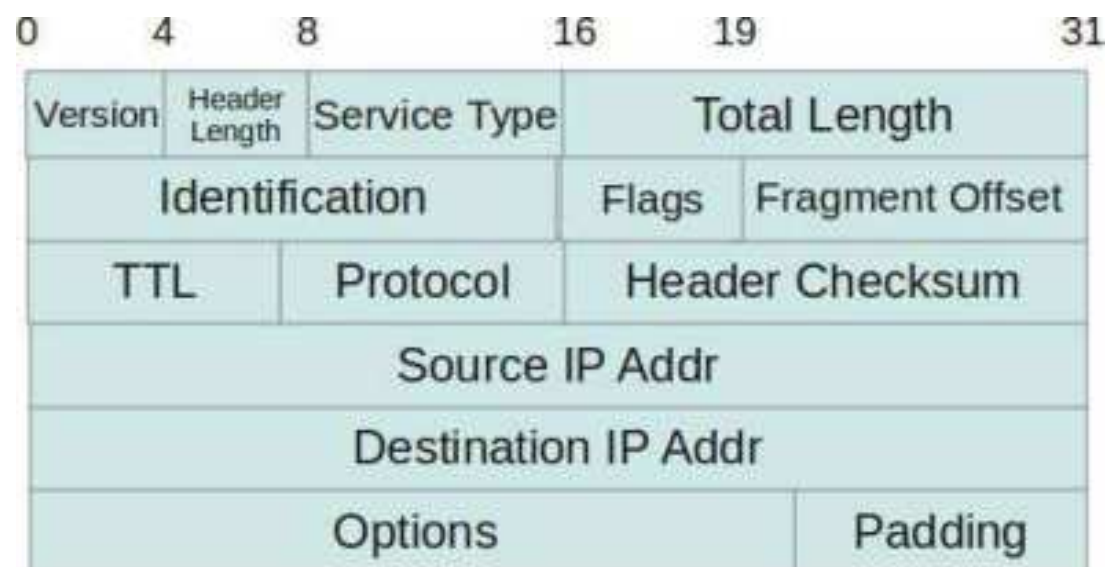 0 4 8 16 19 31
Version Header Length Service Type Total Length
Identification Flags Fragment Offset
TTL Protocol Header Checksum
Source IP Addr
Destination IP Addr
Options Padding